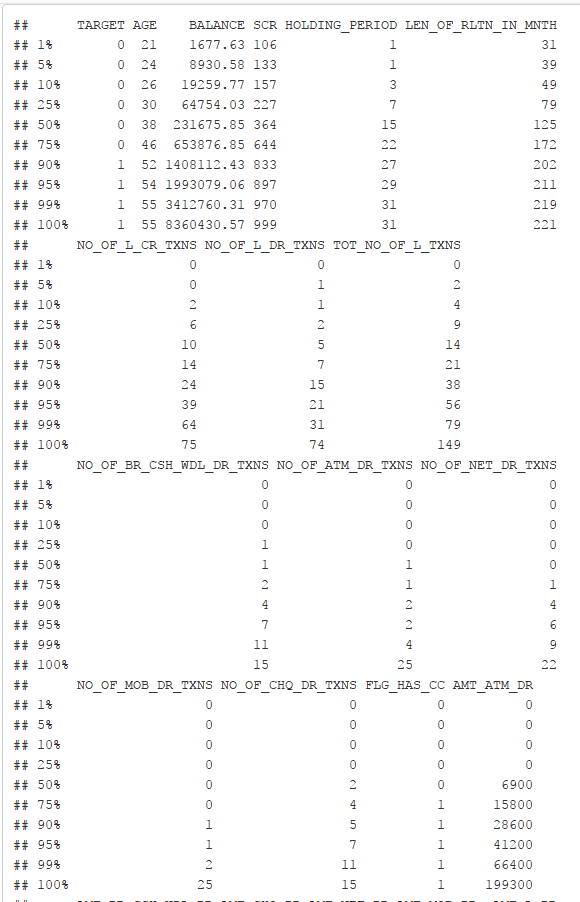 ## TARGET AGE BALANCE SCR HOLDING_PERIOD LEN_OF_RLTN_IN_MNTH
## 1% 0 21 1677.63 106 1 31
## 5% 0 24 8930.58 133 1 39
## 10% 0 26 19259.77 157 3 49
## 25% 0 30 64754.03 227 7 79
## 50% 0 38 231675.85 364 15 125
## 75% 0 46 653876.85 644 22 172
## 90% 1 52 1408112.43 833 27 202
## 95% 1 54 1993079.06 897 29 211
## 99% 1 55 3412760.31 970 31 219
## 100% 1 55 8360430.57 999 31 221
## NO_OF_L_CR_TXNS NO_OF_L_DR_TXNS TOT_NO_OF_L_TXNS
## 1% 0 0 0
## 5% 0 1 2
## 10% 2 1 4
## 25% 6 2 9
## 50% 10 5 14
## 75% 14 7 21
## 90% 24 15 38
## 95% 39 21 56
## 99% 64 31 79
## 100% 75 74 149
## NO_OF_BR_CSH_WDL_DR_TXNS NO_OF_ATM_DR_TXNS NO_OF_NET_DR_TXNS
## 1% 0 0 0
## 5% 0 0 0
## 10% 0 0 0
## 25% 1 0 0
## 50% 1 1 0
## 75% 2 1 1
## 90% 4 2 4
## 95% 7 2 6
## 99% 11 4 9
## 100% 15 25 22
## NO_OF_MOB_DR_TXNS NO_OF_CHQ_DR_TXNS FLG_HAS_CC AMT_ATM_DR
## 1% 0 0 0 0
## 5% 0 0 0 0
## 10% 0 0 0 0
## 25% 0 0 0 0
## 50% 0 2 0 6900
## 75% 0 4 1 15800
## 90% 1 5 1 28600
## 95% 1 7 1 41200
## 99% 2 11 1 66400
## 100% 25 15 1 199300